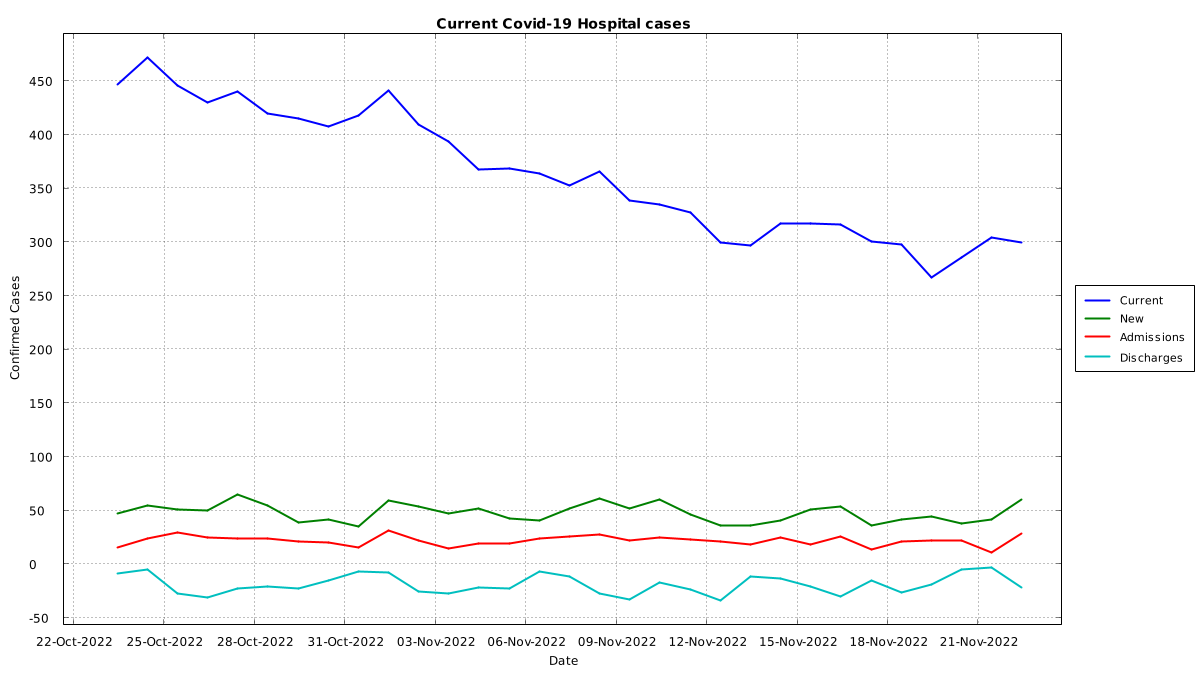 Current Covid-19 Hospital cases
450
400
350
300
250
200
150
100
50
0
-50
Confirmed Cases
22-Oct-2022 25-Oct-2022 28-Oct-2022 31-Oct-2022 03-Nov-2022 06-Nov-2022 09-Nov-2022 12-Nov-2022 15-Nov-2022 18-Nov-2022 21-Nov-2022
Date
Current
New
Admissions
Discharges